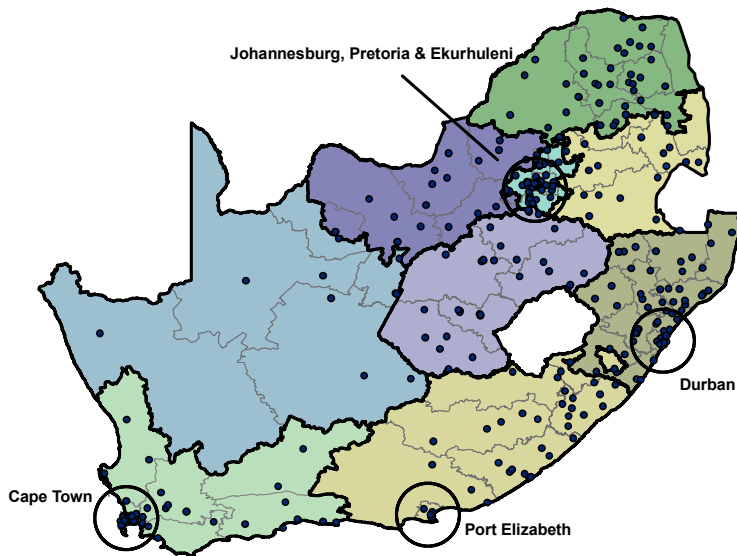 Johannesburg, Pretoria & Ekurhuleni
Durban
Cape Town
Port Elizabeth